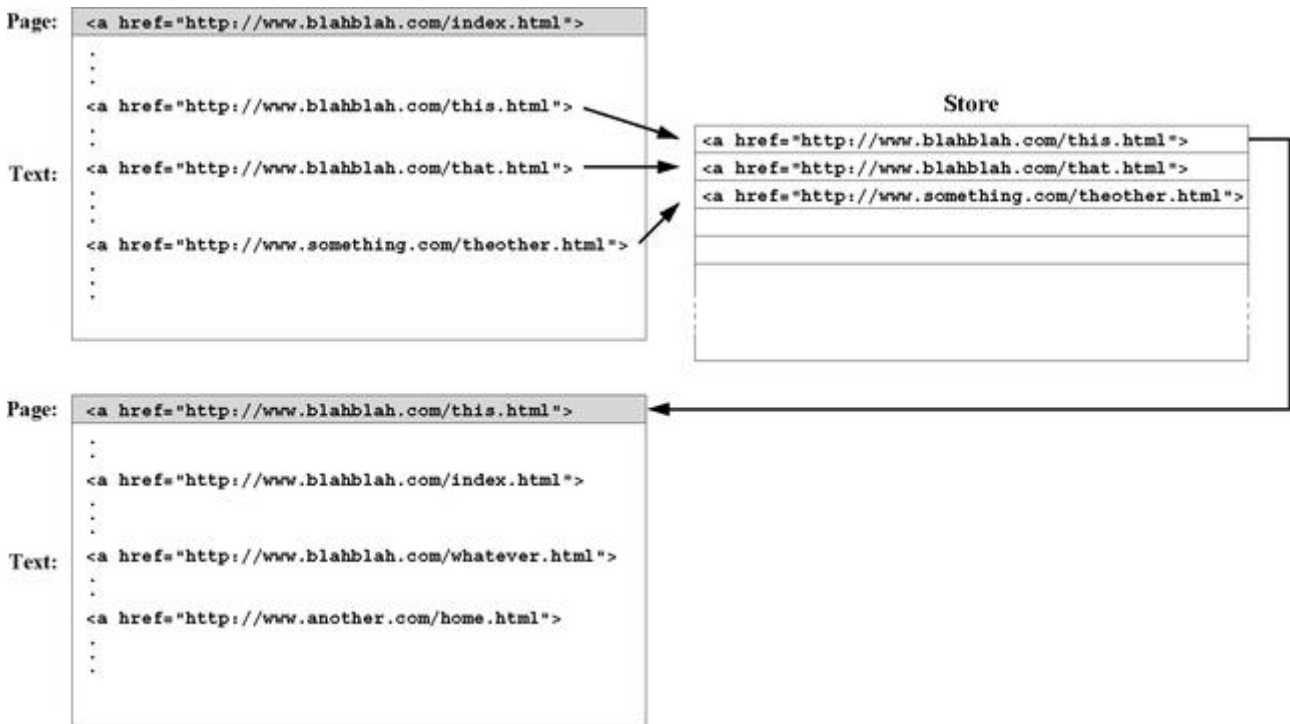 Page: <a href="http://www.blahblah.com/index.html">
<a href="http://www.blahblah.com/this.html">
Text: <a href="http://www.blahblah.com/that.html">
<a href="http://www.something.com/theother.html">
Store
<a href="http://www.blahblah.com/this.html">
<a href="http://www.blahblah.com/that.html">
<a href="http://www.something.com/theother.html">
Page: <a href="http://www.blahblah.com/this.html">
<a href="http://www.blahblah.com/index.html">
Text: <a href="http://www.blahblah.com/whatever.html">
<a href="http://www.another.com/home.html">